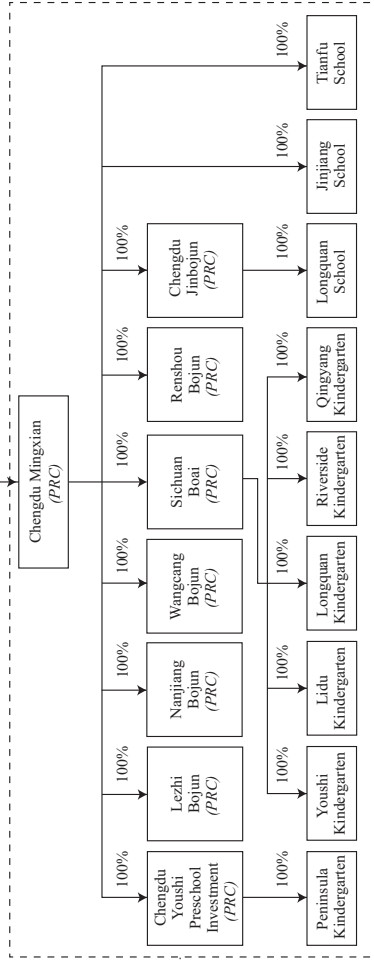 Chengdu Mingxian
(PRC)
100%
100%
100%
100%
100%
100%
100%
100%
100%
Chengdu
Youshi
Preschool
Investment
(PRC)
Lezhi
Bojun
(PRC)
Nanjiang
Bojun
(PRC)
Wangcang
Bojun
(PRC)
Sichuan
Boai
(PRC)
Renshou
Bojun
(PRC)
Chengdu
Jinbojun
(PRC)
100%
100%
100%
100%
100%
100%
100%
Peninsula
Kindergarten
Youshi
Kindergarten
Lidu
Kindergarten
Longquan
Kindergarten
Riverside
Kindergarten
Qingyang
Kindergarten
Longquan
School
Jinjiang
School
Tianfu
School